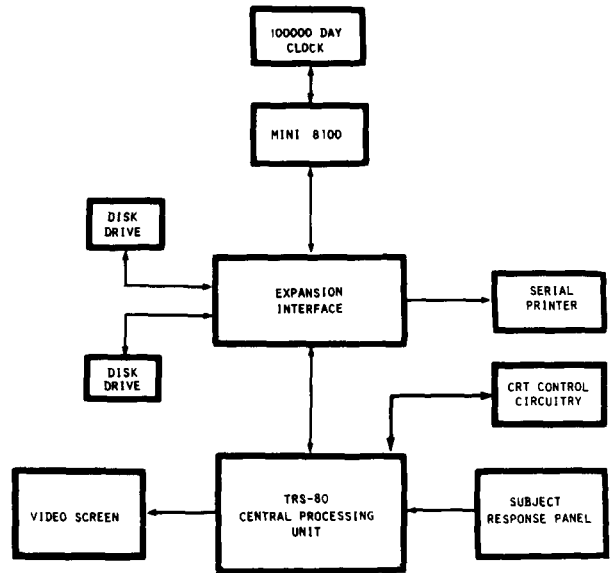 100000 DAY
CLOCK
MINI 8100
DISK
DRIVE
EXPANSION
INTERFACE
SERIAL
PRINTER
DISK
DRIVE
CRT CONTROL
CIRCUITRY
VIDEO SCREEN
TRS-80
CENTRAL PROCESSING
UNIT
SUBJECT
RESPONSE PANEL